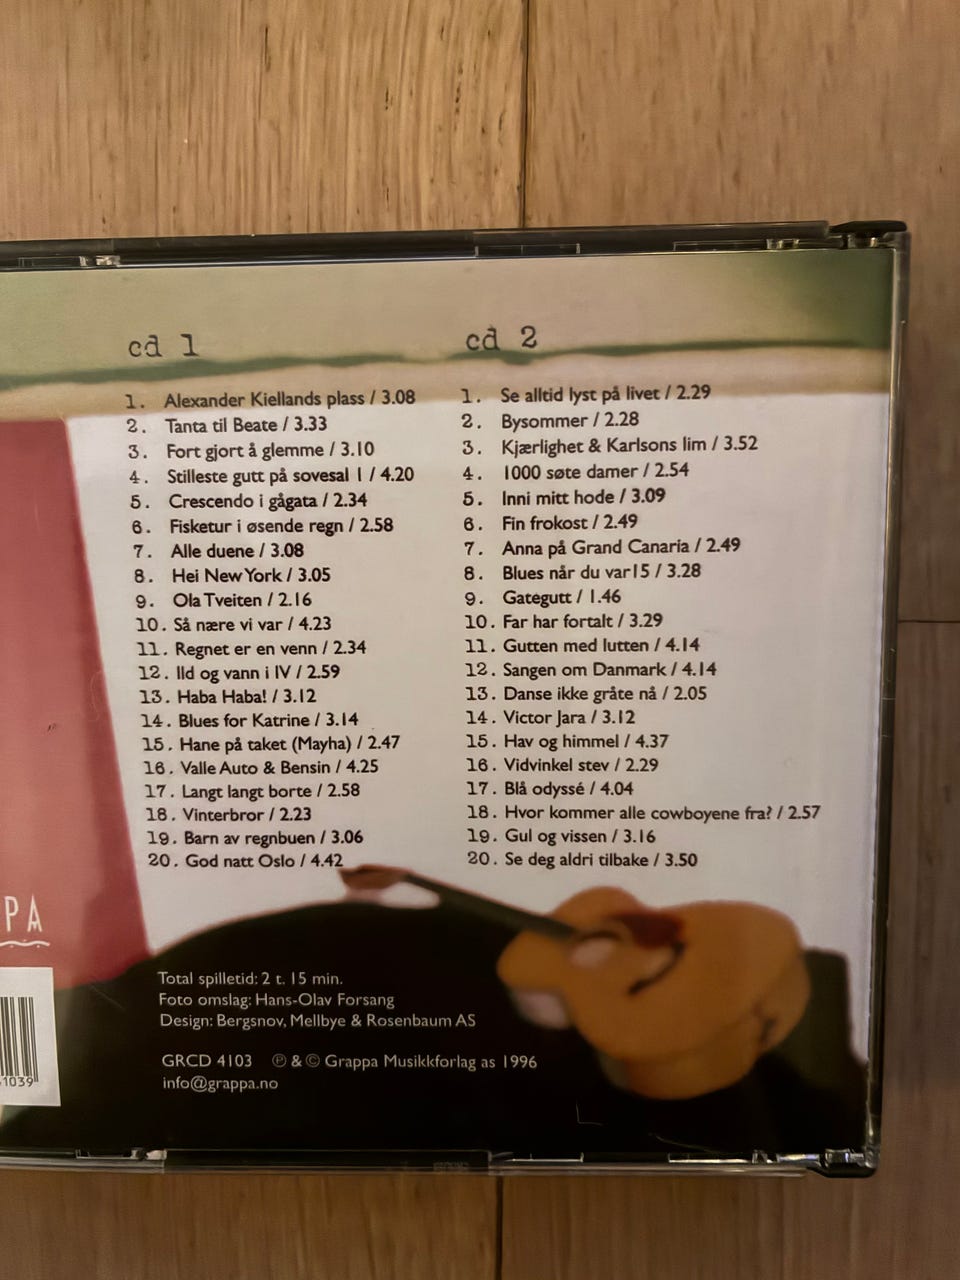 cd 1
1. Alexander Kiellands plass / 3.08
2. Tanta til Beate / 3.33
3. Fort gjort å glemme / 3.10
4. Stilleste gutt på sovesal 1 / 4.20
5. Crescendo i gågata / 2.34
6. Fisketur i øsende regn / 2.58
7. Alle duene / 3.08
8. Hei New York / 3.05
9. Ola Tveiten / 2.16
10. Så nære vi var / 4.23
11. Regnet er en venn / 2.34
12. Ild og vann i IV / 2.59
13. Haba Haba! / 3.12
14. Blues for Katrine / 3.14
15. Hane på taket (Mayha) / 2.47
16. Valle Auto & Bensin / 4.25
17. Langt langt borte / 2.58
18. Vinterbror / 2.23
19. Barn av regnbuen / 3.06
20. God natt Oslo / 4.42
cd 2
1. Se alltid lyst på livet / 2.29
2. Bysommer / 2.28
3. Kjærlighet & Karlsons lim / 3.52
4. 1000 søte damer / 2.54
5. Inni mitt hode / 3.09
6. Fin frokost / 2.49
7. Anna på Grand Canaria / 2.49
8. Blues når du var15 / 3.28
9. Gategutt / 1.46
10. Far har fortalt / 3.29
11. Gutten med lutten / 4.14
12. Sangen om Danmark / 4.14
13. Danse ikke gråte nå / 2.05
14. Victor Jara / 3.12
15. Hav og himmel / 4.37
16. Vidvinkel stev / 2.29
17. Blå odyssé / 4.04
18. Hvor kommer alle cowboyene fra? / 2.57
19. Gul og vissen / 3.16
20. Se deg aldri tilbake / 3.50
PA
Total spilletid: 2 t. 15 min.
Foto omslag: Hans-Olav Forsang
Design: Bergsnov, Mellbye & Rosenbaum AS
GRCD 4103 ℗ & © Grappa Musikkforlag as 1996
info@grappa.no
1039